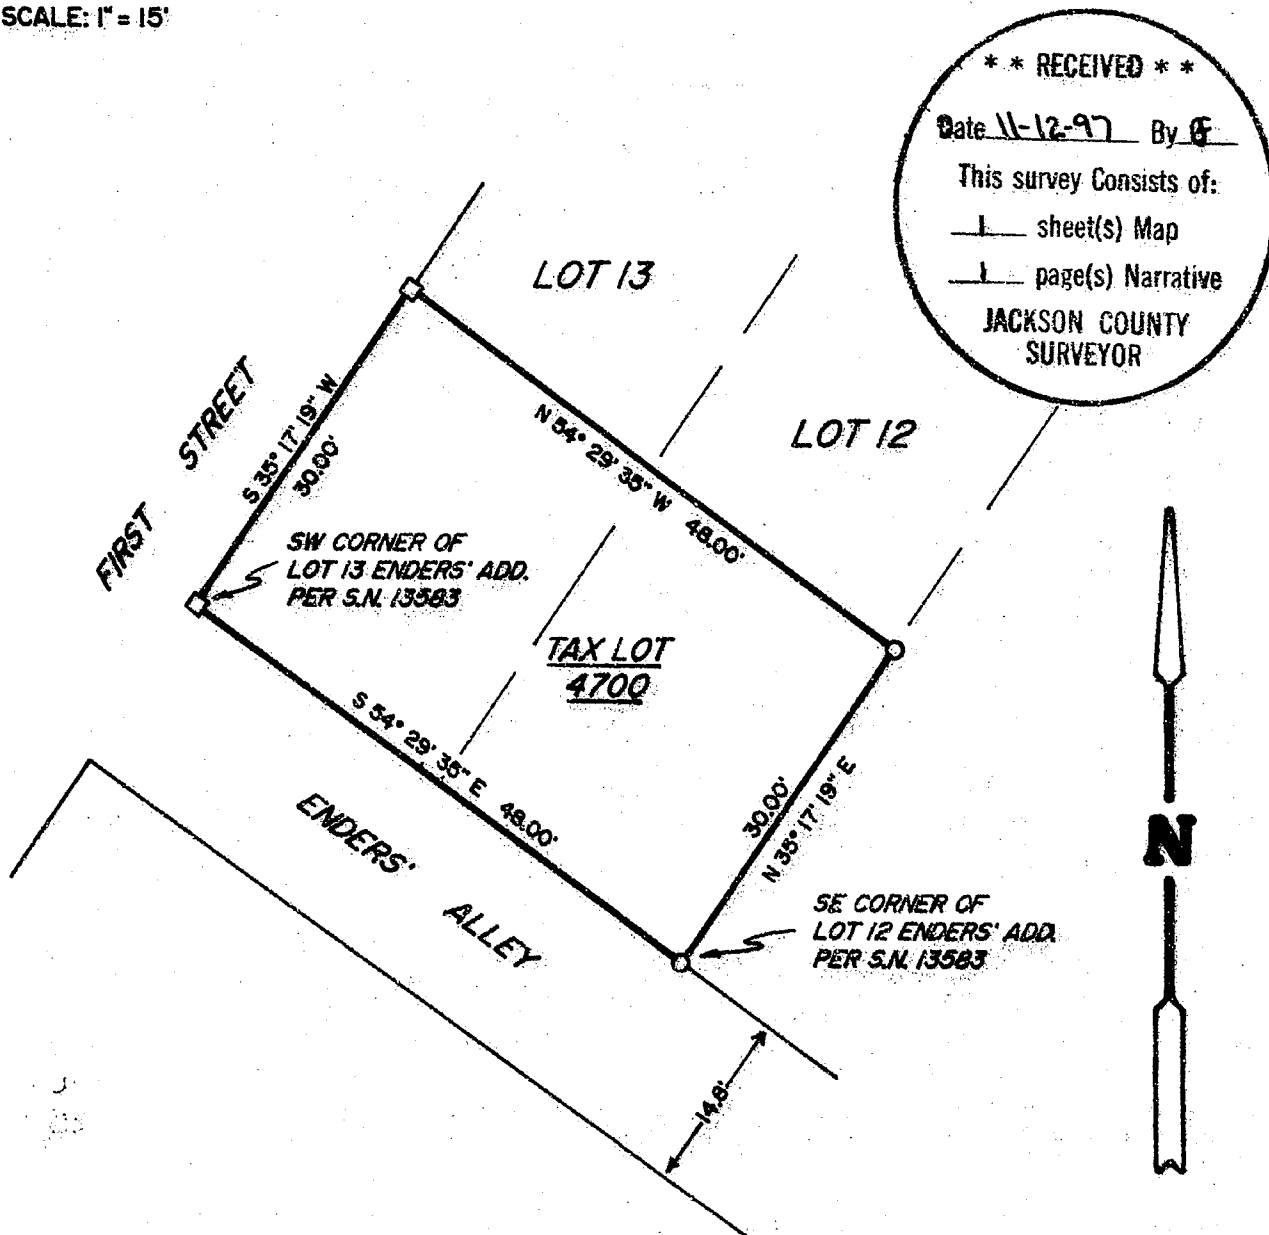 SCALE: 1" = 15'
* * RECEIVED * *
Date 11-12-97 By
This survey Consists of:
1 sheet(s) Map
1 page(s) Narrative
JACKSON COUNTY
SURVEYOR
LOT 13
LOT 12
FIRST STREET
S 35° 17' 19" W
30.00'
N 54° 29' 35" W 48.00'
SW CORNER OF
LOT 13 ENDERS' ADD.
PER S.N. 13583
TAX LOT
4700
S 54° 29' 35" E 48.00'
30.00'
N 35° 17' 19" E
ENDERS' ALLEY
SE CORNER OF
LOT 12 ENDERS' ADD.
PER S.N. 13583
14.8'
N